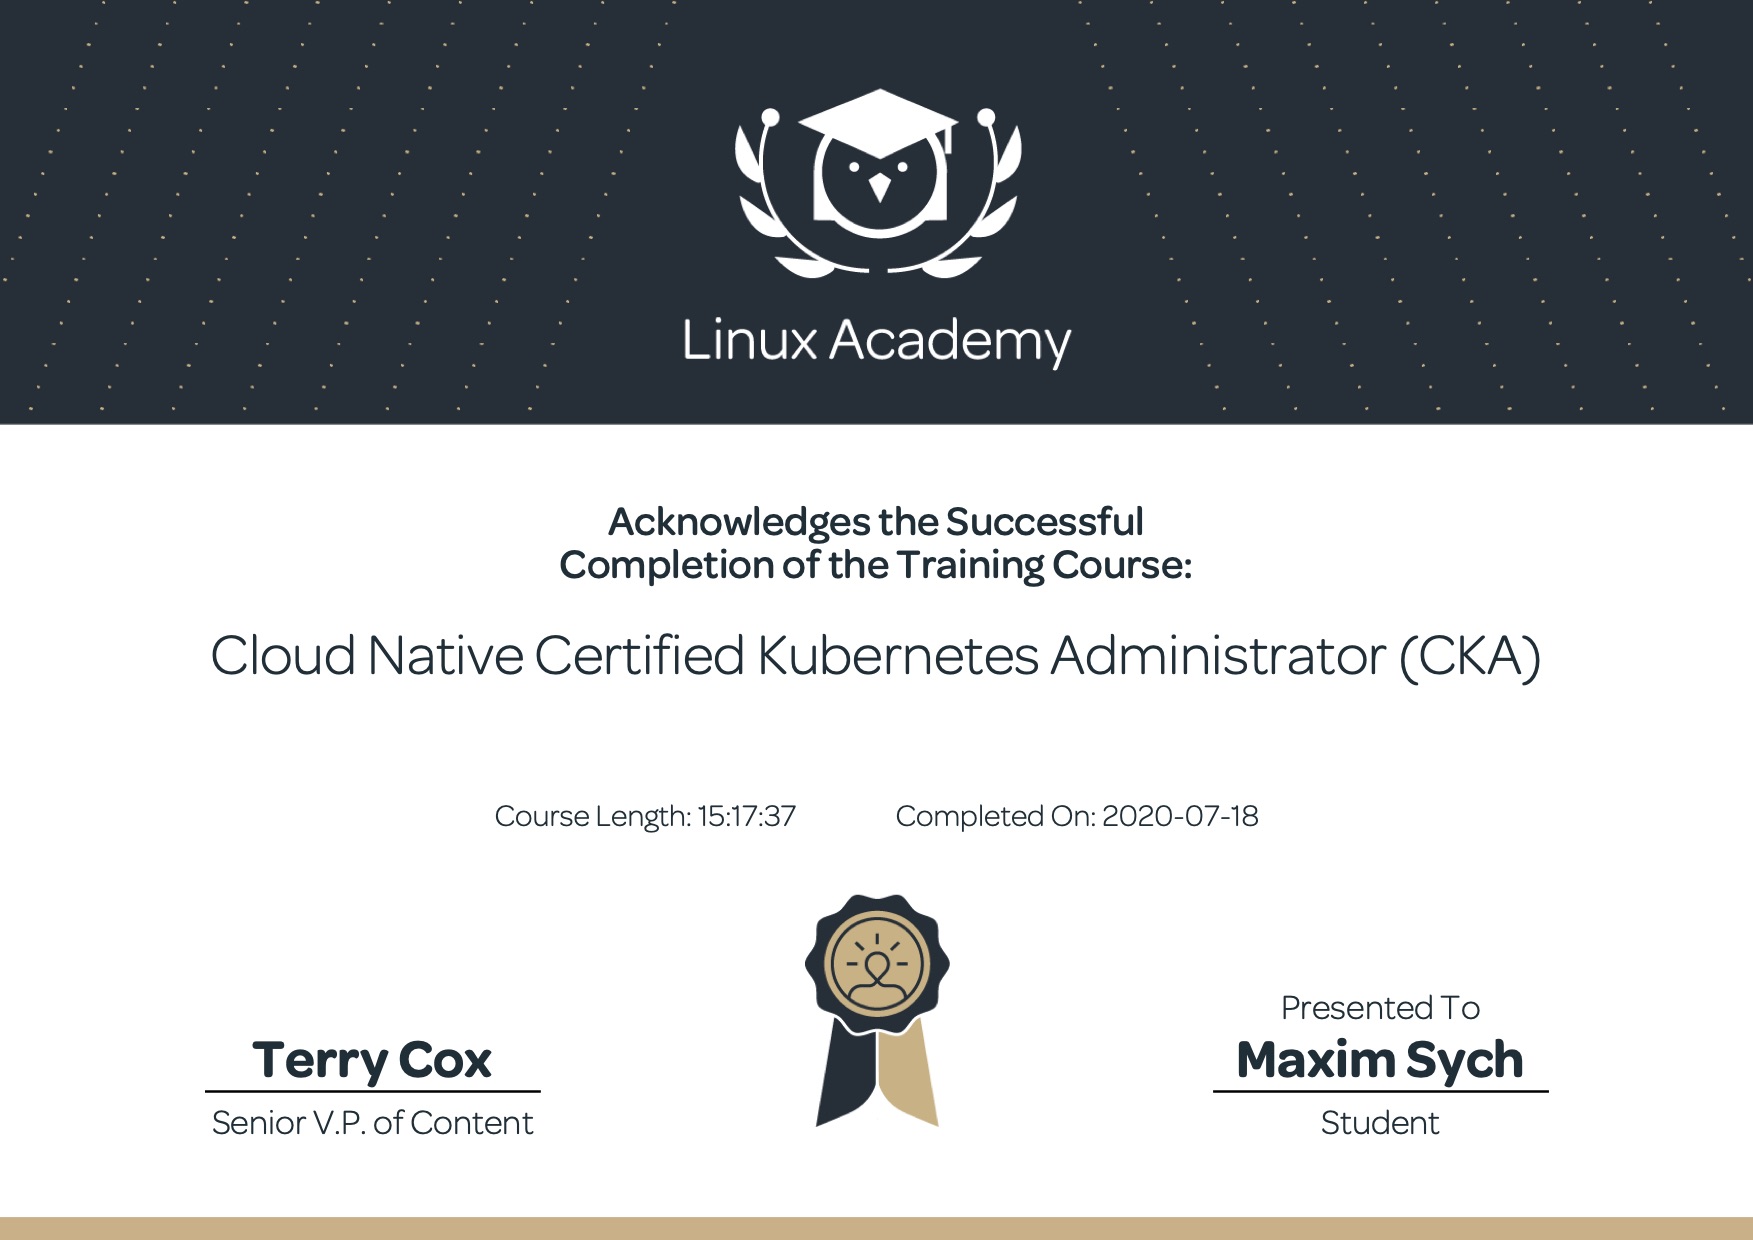 Linux Academy
Acknowledges the Successful
Completion of the Training Course:
Cloud Native Certified Kubernetes Administrator (CKA)
Course Length: 15:17:37
Completed On: 2020-07-18
Terry Cox
Senior V.P. of Content
Presented To
Maxim Sych
Student